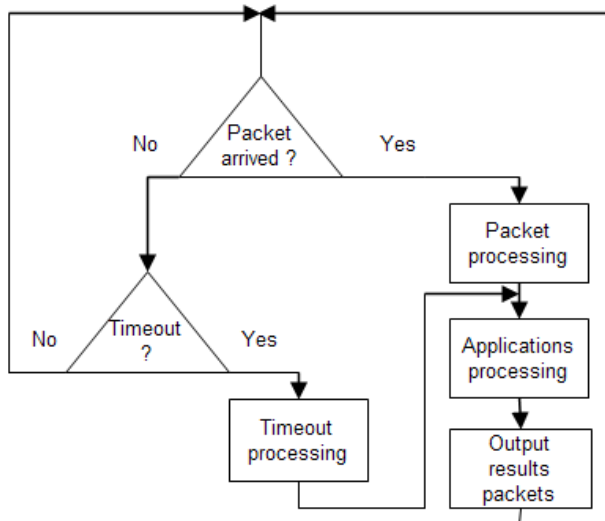 No
Packet
arrived ?
Yes
Packet
processing
No
Timeout
?
Yes
Applications
processing
Timeout
processing
Output
results
packets